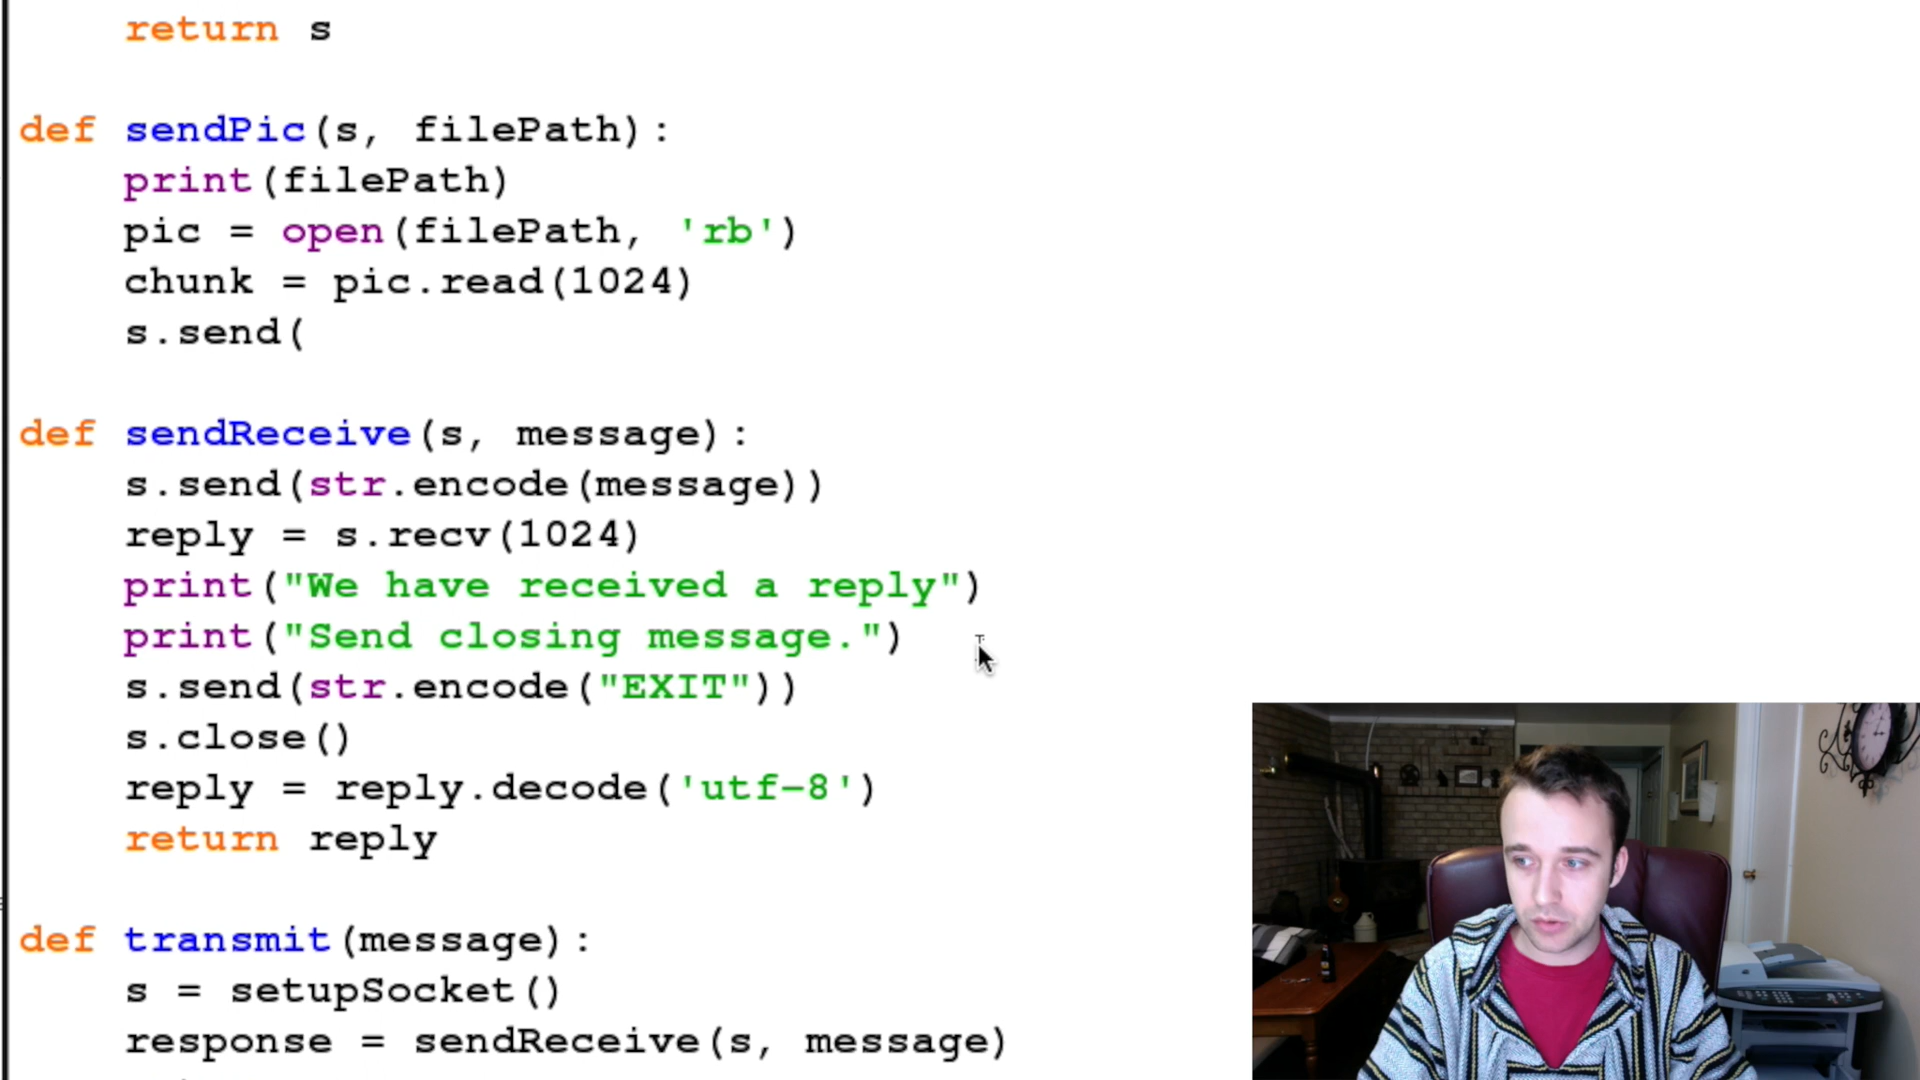 return s
def sendPic(s, filePath):
print(filePath)
pic = open(filePath, 'rb')
chunk = pic.read(1024)
s.send(
def sendReceive(s, message):
s.send(str.encode(message))
reply = s.recv(1024)
print("We have received a reply")
print("Send closing message.")
s.send(str.encode("EXIT"))
s.close()
reply = reply.decode('utf-8')
return reply
def transmit(message):
s = setupSocket()
response = sendReceive(s, message)